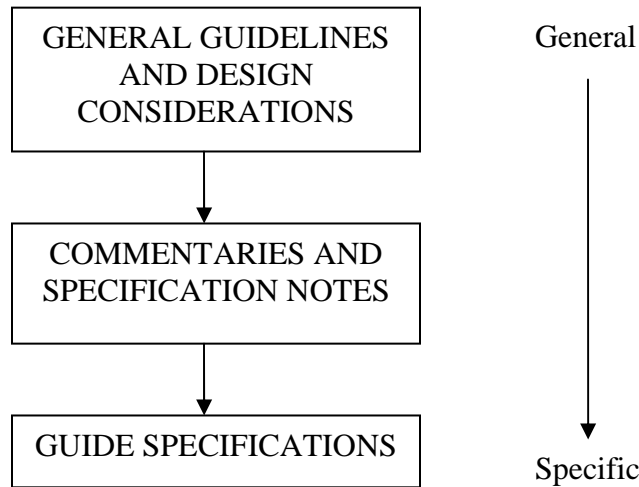 GENERAL GUIDELINES
AND DESIGN
CONSIDERATIONS
General
COMMENTARIES AND
SPECIFICATION NOTES
GUIDE SPECIFICATIONS
Specific